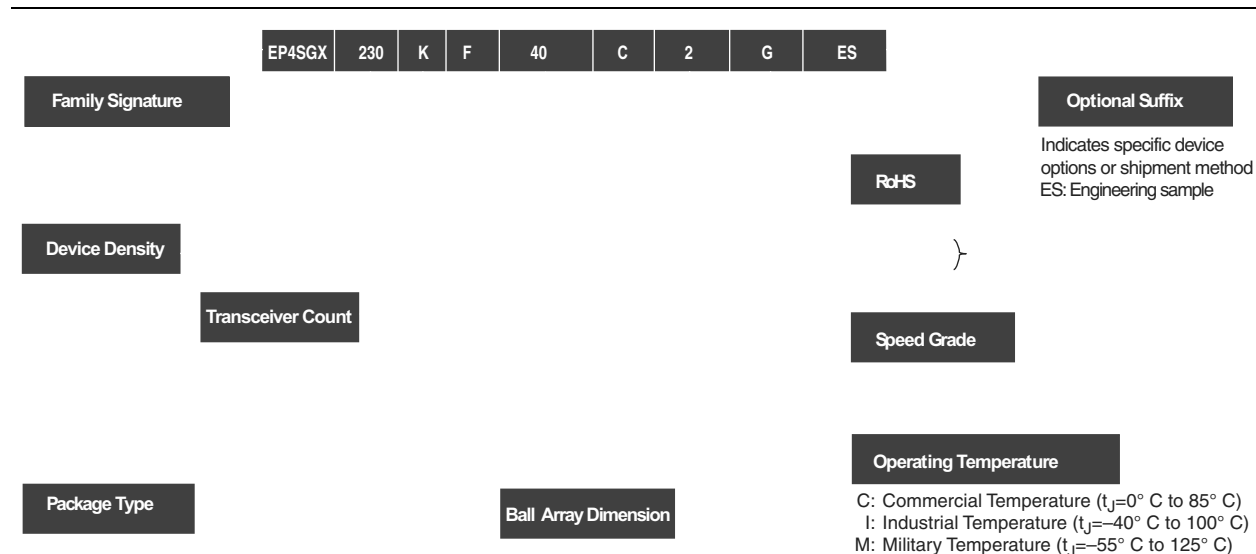 EP4SGX 230 K F 40 C 2 G ES
Family Signature
Optional Suffix
Indicates specific device
options or shipment method
ES: Engineering sample
RoHS
Device Density
Transceiver Count
Speed Grade
Operating Temperature
C: Commercial Temperature (tJ=0° C to 85° C)
I: Industrial Temperature (tJ=–40° C to 100° C)
M: Military Temperature (tJ=–55° C to 125° C)
Package Type
Ball Array Dimension